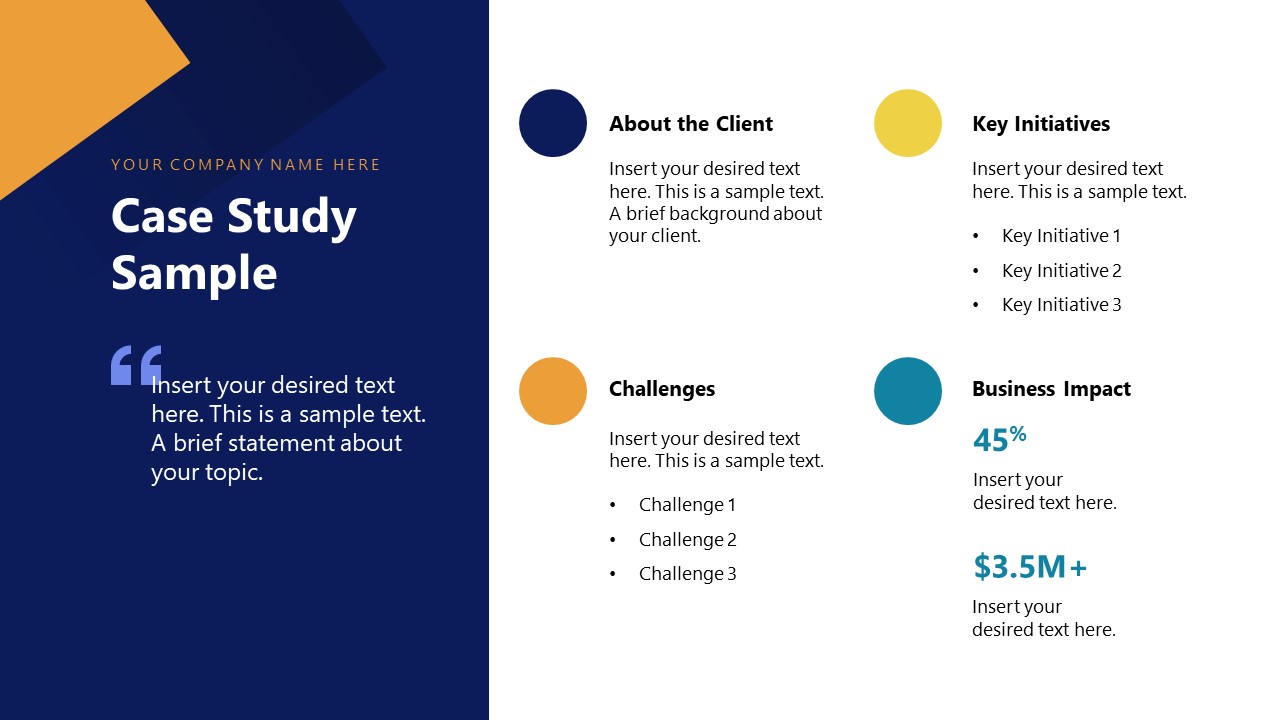 YOUR COMPANY NAME HERE
Case Study
Sample
“
Insert your desired text
here. This is a sample text.
A brief statement about
your topic.
About the Client
Insert your desired text
here. This is a sample text.
A brief background about
your client.
Key Initiatives
Insert your desired text
here. This is a sample text.
• Key Initiative 1
• Key Initiative 2
• Key Initiative 3
Challenges
Insert your desired text
here. This is a sample text.
• Challenge 1
• Challenge 2
• Challenge 3
Business Impact
45%
Insert your
desired text here.
$3.5M+
Insert your
desired text here.